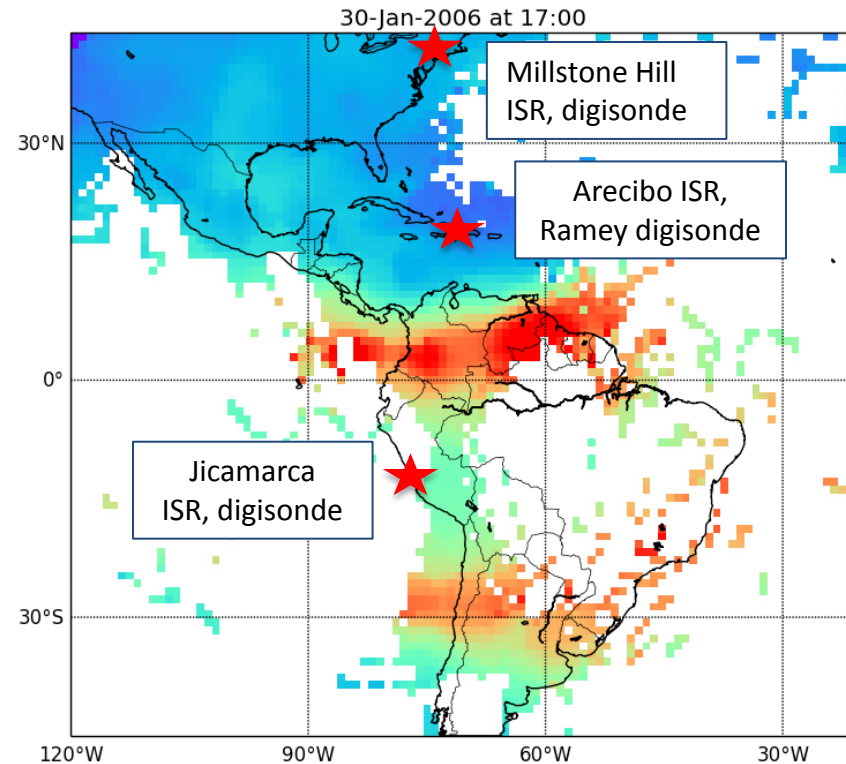 30-Jan-2006 at 17:00
Millstone Hill
ISR, digisonde
30°N
Arecibo ISR,
Ramey digisonde
0°
Jicamarca
ISR, digisonde
30°S
120°W
90°W
60°W
30°W